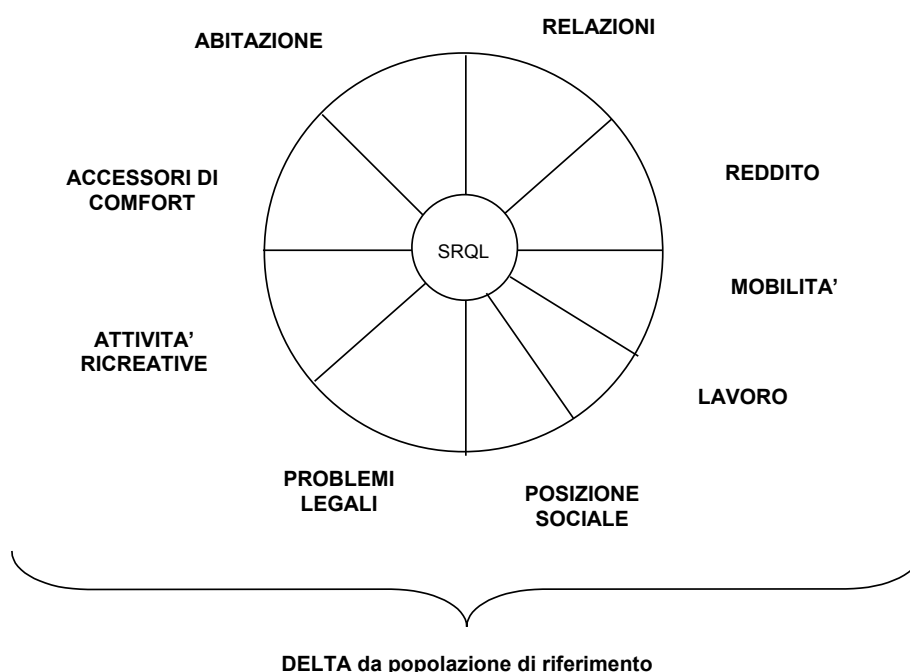 ABITAZIONE
RELAZIONI
ACCESSORI DI
COMFORT
REDDITO
SRQL
MOBILITA’
ATTIVITA’
RICREATIVE
LAVORO
PROBLEMI
LEGALI
POSIZIONE
SOCIALE
DELTA da popolazione di riferimento